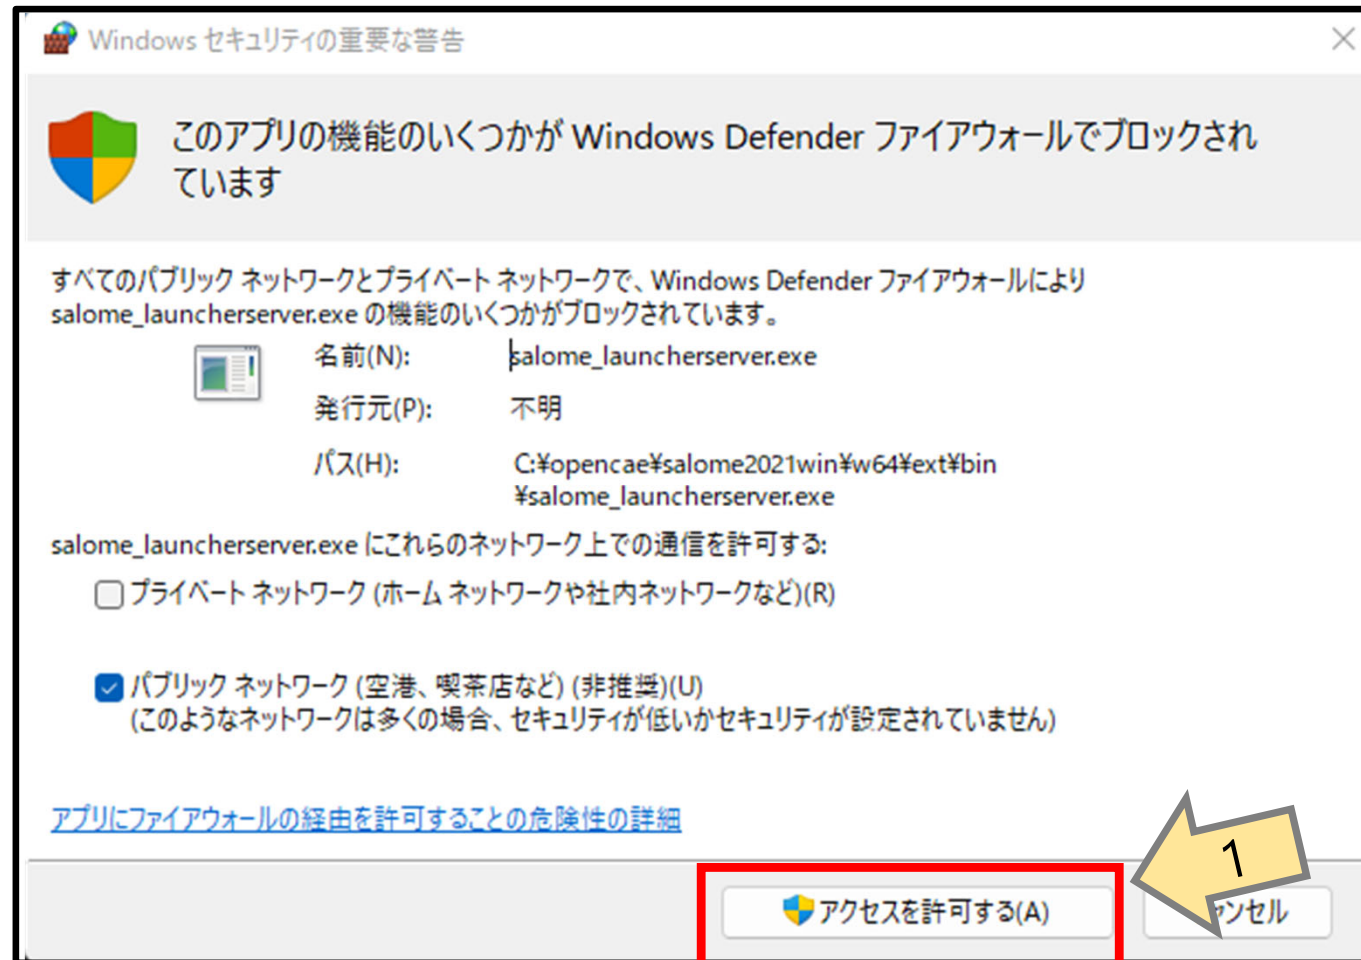 Windows セキュリティの重要な警告
このアプリの機能のいくつかが Windows Defender ファイアウォールでブロックされ
ています
すべてのパブリック ネットワークとプライベート ネットワークで、Windows Defender ファイアウォールにより
salome_launcherserver.exe の機能のいくつかがブロックされています。
名前(N): salome_launcherserver.exe
発行元(P): 不明
パス(H): C:¥opencae¥salome2021win¥w64¥ext¥bin
¥salome_launcherserver.exe
salome_launcherserver.exe にこれらのネットワーク上での通信を許可する:
プライベート ネットワーク (ホーム ネットワークや社内ネットワークなど)(R)
パブリック ネットワーク (空港、喫茶店など) (非推奨)(U)
(このようなネットワークは多くの場合、セキュリティが低いかセキュリティが設定されていません)
アプリにファイアウォールの経由を許可することの危険性の詳細
1
アクセスを許可する(A)
ャンセル